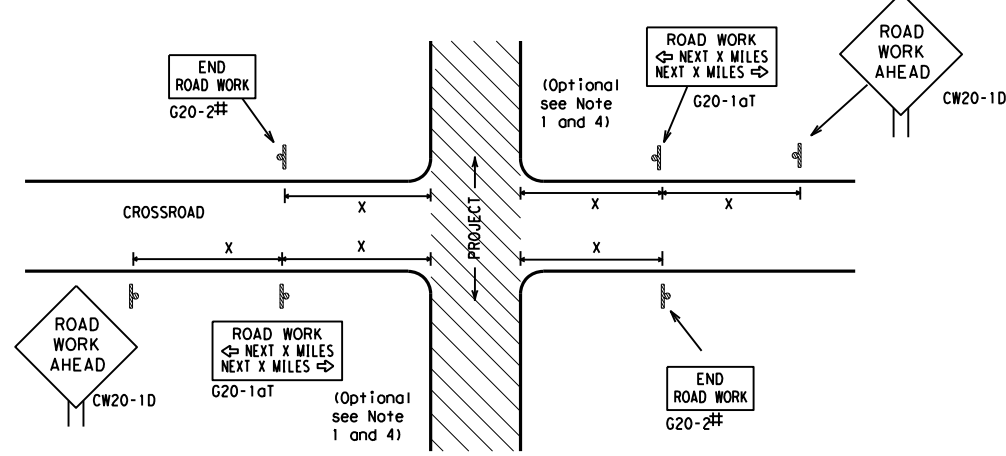 END
ROAD WORK
G20-2#
ROAD WORK
⇦ NEXT X MILES
NEXT X MILES ⇨
G20-1aT
(Optional
see Note
1 and 4)
ROAD
WORK
AHEAD
CW20-1D
X
X
X
CROSSROAD
PROJECT
X
X
X
ROAD
WORK
AHEAD
CW20-1D
ROAD WORK
⇦ NEXT X MILES
NEXT X MILES ⇨
G20-1aT
(Optional
see Note
1 and 4)
END
ROAD WORK
G20-2#